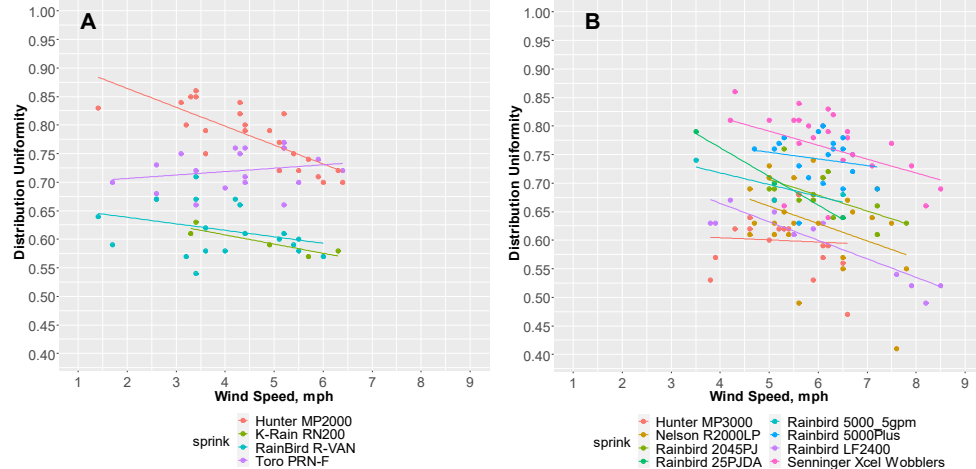 A
Distribution Uniformity
1.00
0.95
0.90
0.85
0.80
0.75
0.70
0.65
0.60
0.55
0.50
0.45
0.40
1 2 3 4 5 6 7 8 9
Wind Speed, mph
sprink
Hunter MP2000
K-Rain RN200
RainBird R-VAN
Toro PRN-F
B
Distribution Uniformity
1.00
0.95
0.90
0.85
0.80
0.75
0.70
0.65
0.60
0.55
0.50
0.45
0.40
1 2 3 4 5 6 7 8 9
Wind Speed, mph
sprink
Hunter MP3000
Nelson R2000LP
Rainbird 2045PJ
Rainbird 25PJDA
Rainbird 5000_5gpm
Rainbird 5000Plus
Rainbird LF2400
Senninger Xcel Wobblers